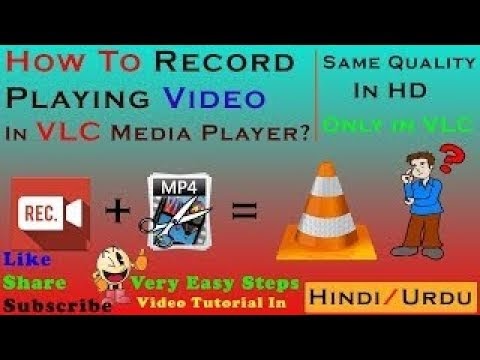 How To Record
Playing Video
In VLC Media Player?
Same Quality
In HD
Only in VLC
REC.
+
MP4
=
?
Like
Share
Subscribe
Very Easy Steps
Video Tutorial In
Hindi/Urdu